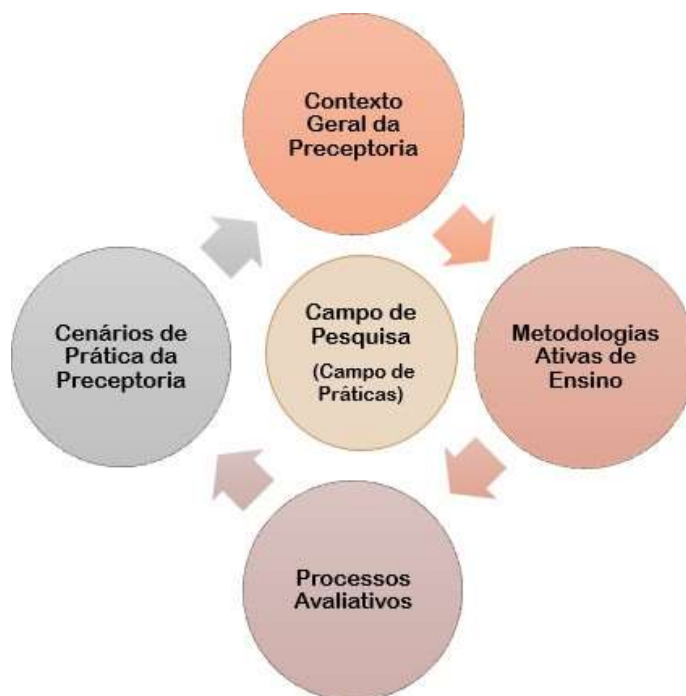 Contexto
Geral da
Preceptoria
Cenários de
Prática da
Preceptoria
Campo de
Pesquisa
(Campo de
Práticas)
Metodologias
Ativas de
Ensino
Processos
Avaliativos